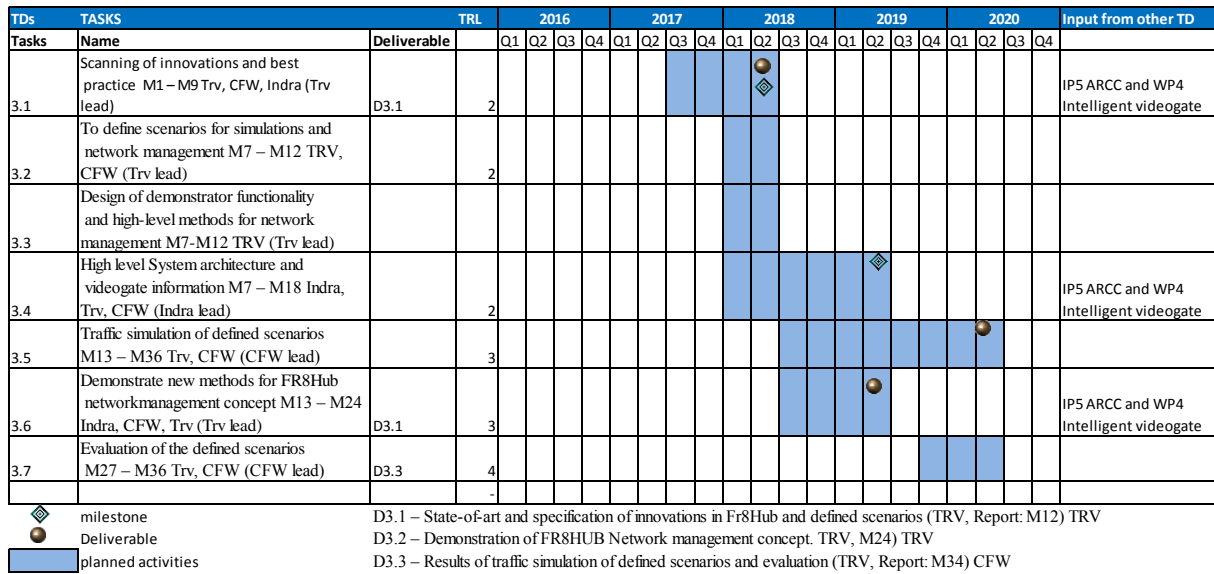 TDs TASKS TRL 2016 2017 2018 2019 2020 Input from other TD
Tasks Name Deliverable Q1 Q2 Q3 Q4 Q1 Q2 Q3 Q4 Q1 Q2 Q3 Q4 Q1 Q2 Q3 Q4 Q1 Q2 Q3 Q4
Scanning of innovations and best
practice M1 – M9 Trv, CFW, Indra (Trv IP5 ARCC and WP4
3.1 lead) D3.1 2 Intelligent videogate
To define scenarios for simulations and
network management M7 – M12 TRV,
3.2 CFW (Trv lead) 2
Design of demonstrator functionality
and high-level methods for network
3.3 management M7-M12 TRV (Trv lead)
High level System architecture and
videogate information M7 – M18 Indra, IP5 ARCC and WP4
3.4 Trv, CFW (Indra lead) 2 Intelligent videogate
Traffic simulation of defined scenarios
3.5 M13 – M36 Trv, CFW (CFW lead) 3
Demonstrate new methods for FR8Hub
networkmanagement concept M13 – M24 IP5 ARCC and WP4
3.6 Indra, CFW, Trv (Trv lead) D3.1 3 Intelligent videogate
Evaluation of the defined scenarios
3.7 M27 – M36 Trv, CFW (CFW lead) D3.3 4
-
milestone D3.1 – State-of-art and specification of innovations in Fr8Hub and defined scenarios (TRV, Report: M12) TRV
Deliverable D3.2 – Demonstration of FR8HUB Network management concept. TRV, M24) TRV
planned activities D3.3 – Results of traffic simulation of defined scenarios and evaluation (TRV, Report: M34) CFW